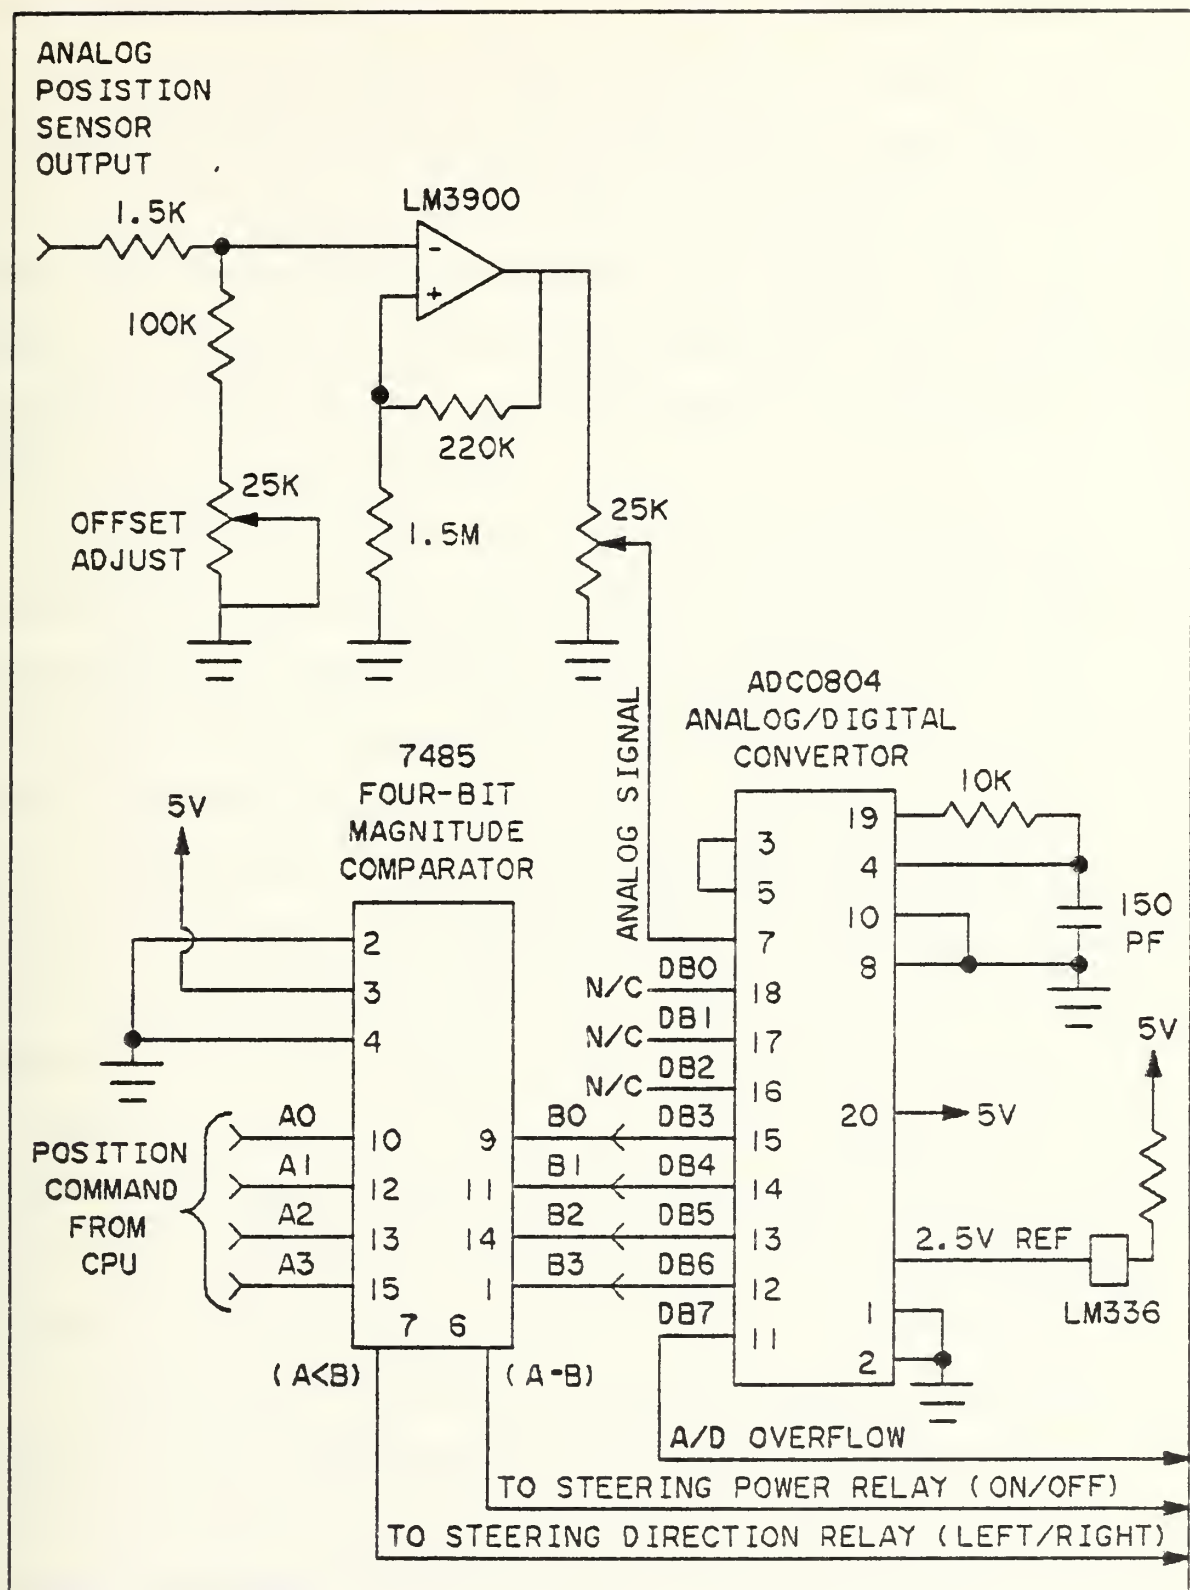 ANALOG
POSISTION
SENSOR
OUTPUT
1.5K
LM3900
-
+
100K
220K
25K
OFFSET
ADJUST
1.5M
25K
ANALOG SIGNAL
ADC0804
ANALOG/DIGITAL
CONVERTOR
7485
FOUR-BIT
MAGNITUDE
COMPARATOR
5V
10K
19
3
4
5
10
150
PF
7
8
2
3
4
N/C DB0 18
N/C DB1 17
N/C DB2 16
5V
20
5V
POSITION
COMMAND
FROM
CPU
A0 10 9 B0 DB3 15
A1 12 11 B1 DB4 14
A2 13 14 B2 DB5 13
A3 15 1 B3 DB6 12
2.5V REF
LM336
7 6
DB7 11
1
2
(A<B)
(A-B)
A/D OVERFLOW
TO STEERING POWER RELAY (ON/OFF)
TO STEERING DIRECTION RELAY (LEFT/RIGHT)